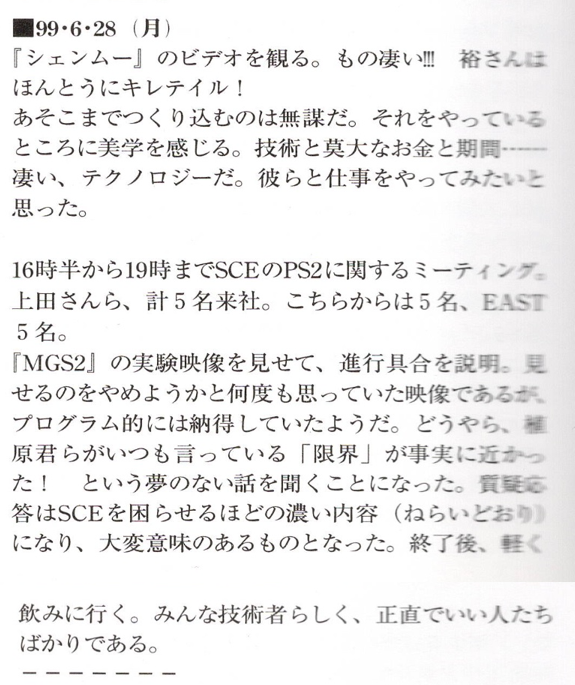 ■99・6・28（月）
『シェンムー』のビデオを観る。もの凄い!!!　裕さんは
ほんとうにキレテイル！
あそこまでつくり込むのは無謀だ。それをやっている
ところに美学を感じる。技術と莫大なお金と期間……
凄い、テクノロジーだ。彼らと仕事をやってみたいと
思った。
16時半から19時までSCEのPS2に関するミーティング。
上田さんら、計５名来社。こちらからは５名、EAST
５名。
『MGS2』の実験映像を見せて、進行具合を説明。見
せるのをやめようかと何度も思っていた映像であるが、
プログラム的には納得していたようだ。どうやら、植
原君らがいつも言っている「限界」が事実に近かっ
た！　という夢のない話を聞くことになった。質疑応
答はSCEを困らせるほどの濃い内容（ねらいどおり）
になり、大変意味のあるものとなった。終了後、軽く
飲みに行く。みんな技術者らしく、正直でいい人たち
ばかりである。
－－－－－－－